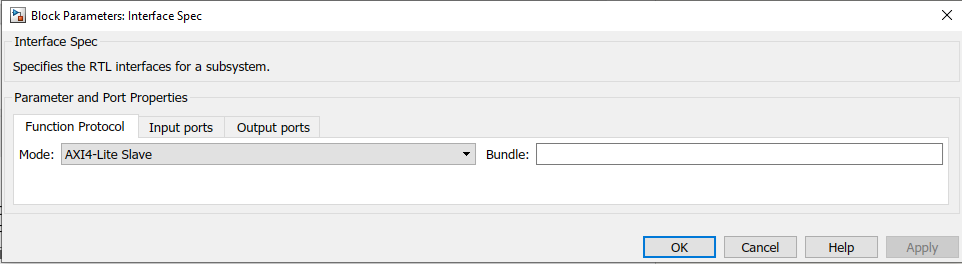 Block Parameters: Interface Spec
Interface Spec
Specifies the RTL interfaces for a subsystem.
Parameter and Port Properties
Function Protocol Input ports Output ports
Mode: AXI4-Lite Slave Bundle:
OK Cancel Help Apply